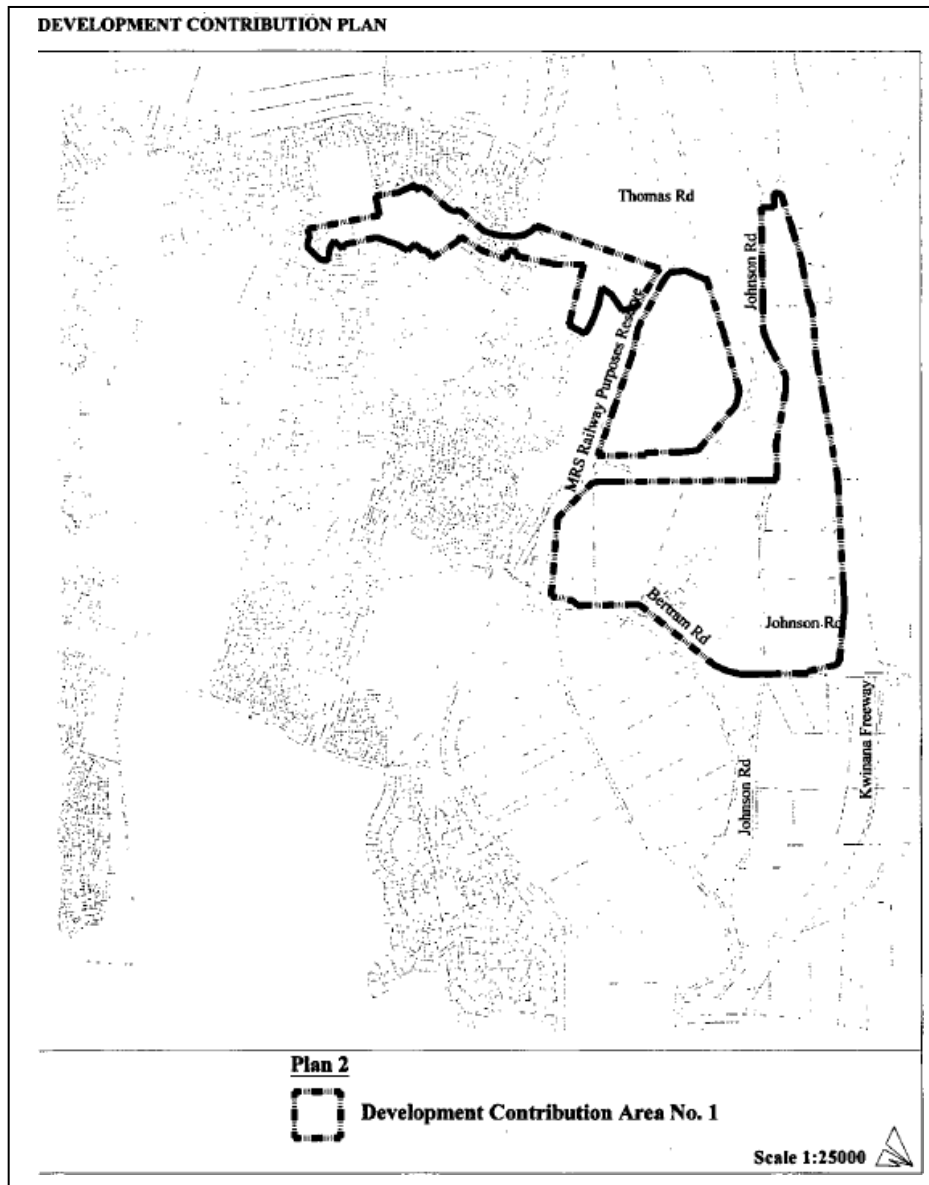 DEVELOPMENT CONTRIBUTION PLAN
Thomas Rd
Johnson Rd
MRS Railway Purposes Reserve
Bertram Rd
Johnson Rd
Kwinana Freeway
Johnson Rd
Plan 2
Development Contribution Area No. 1
Scale 1:25000